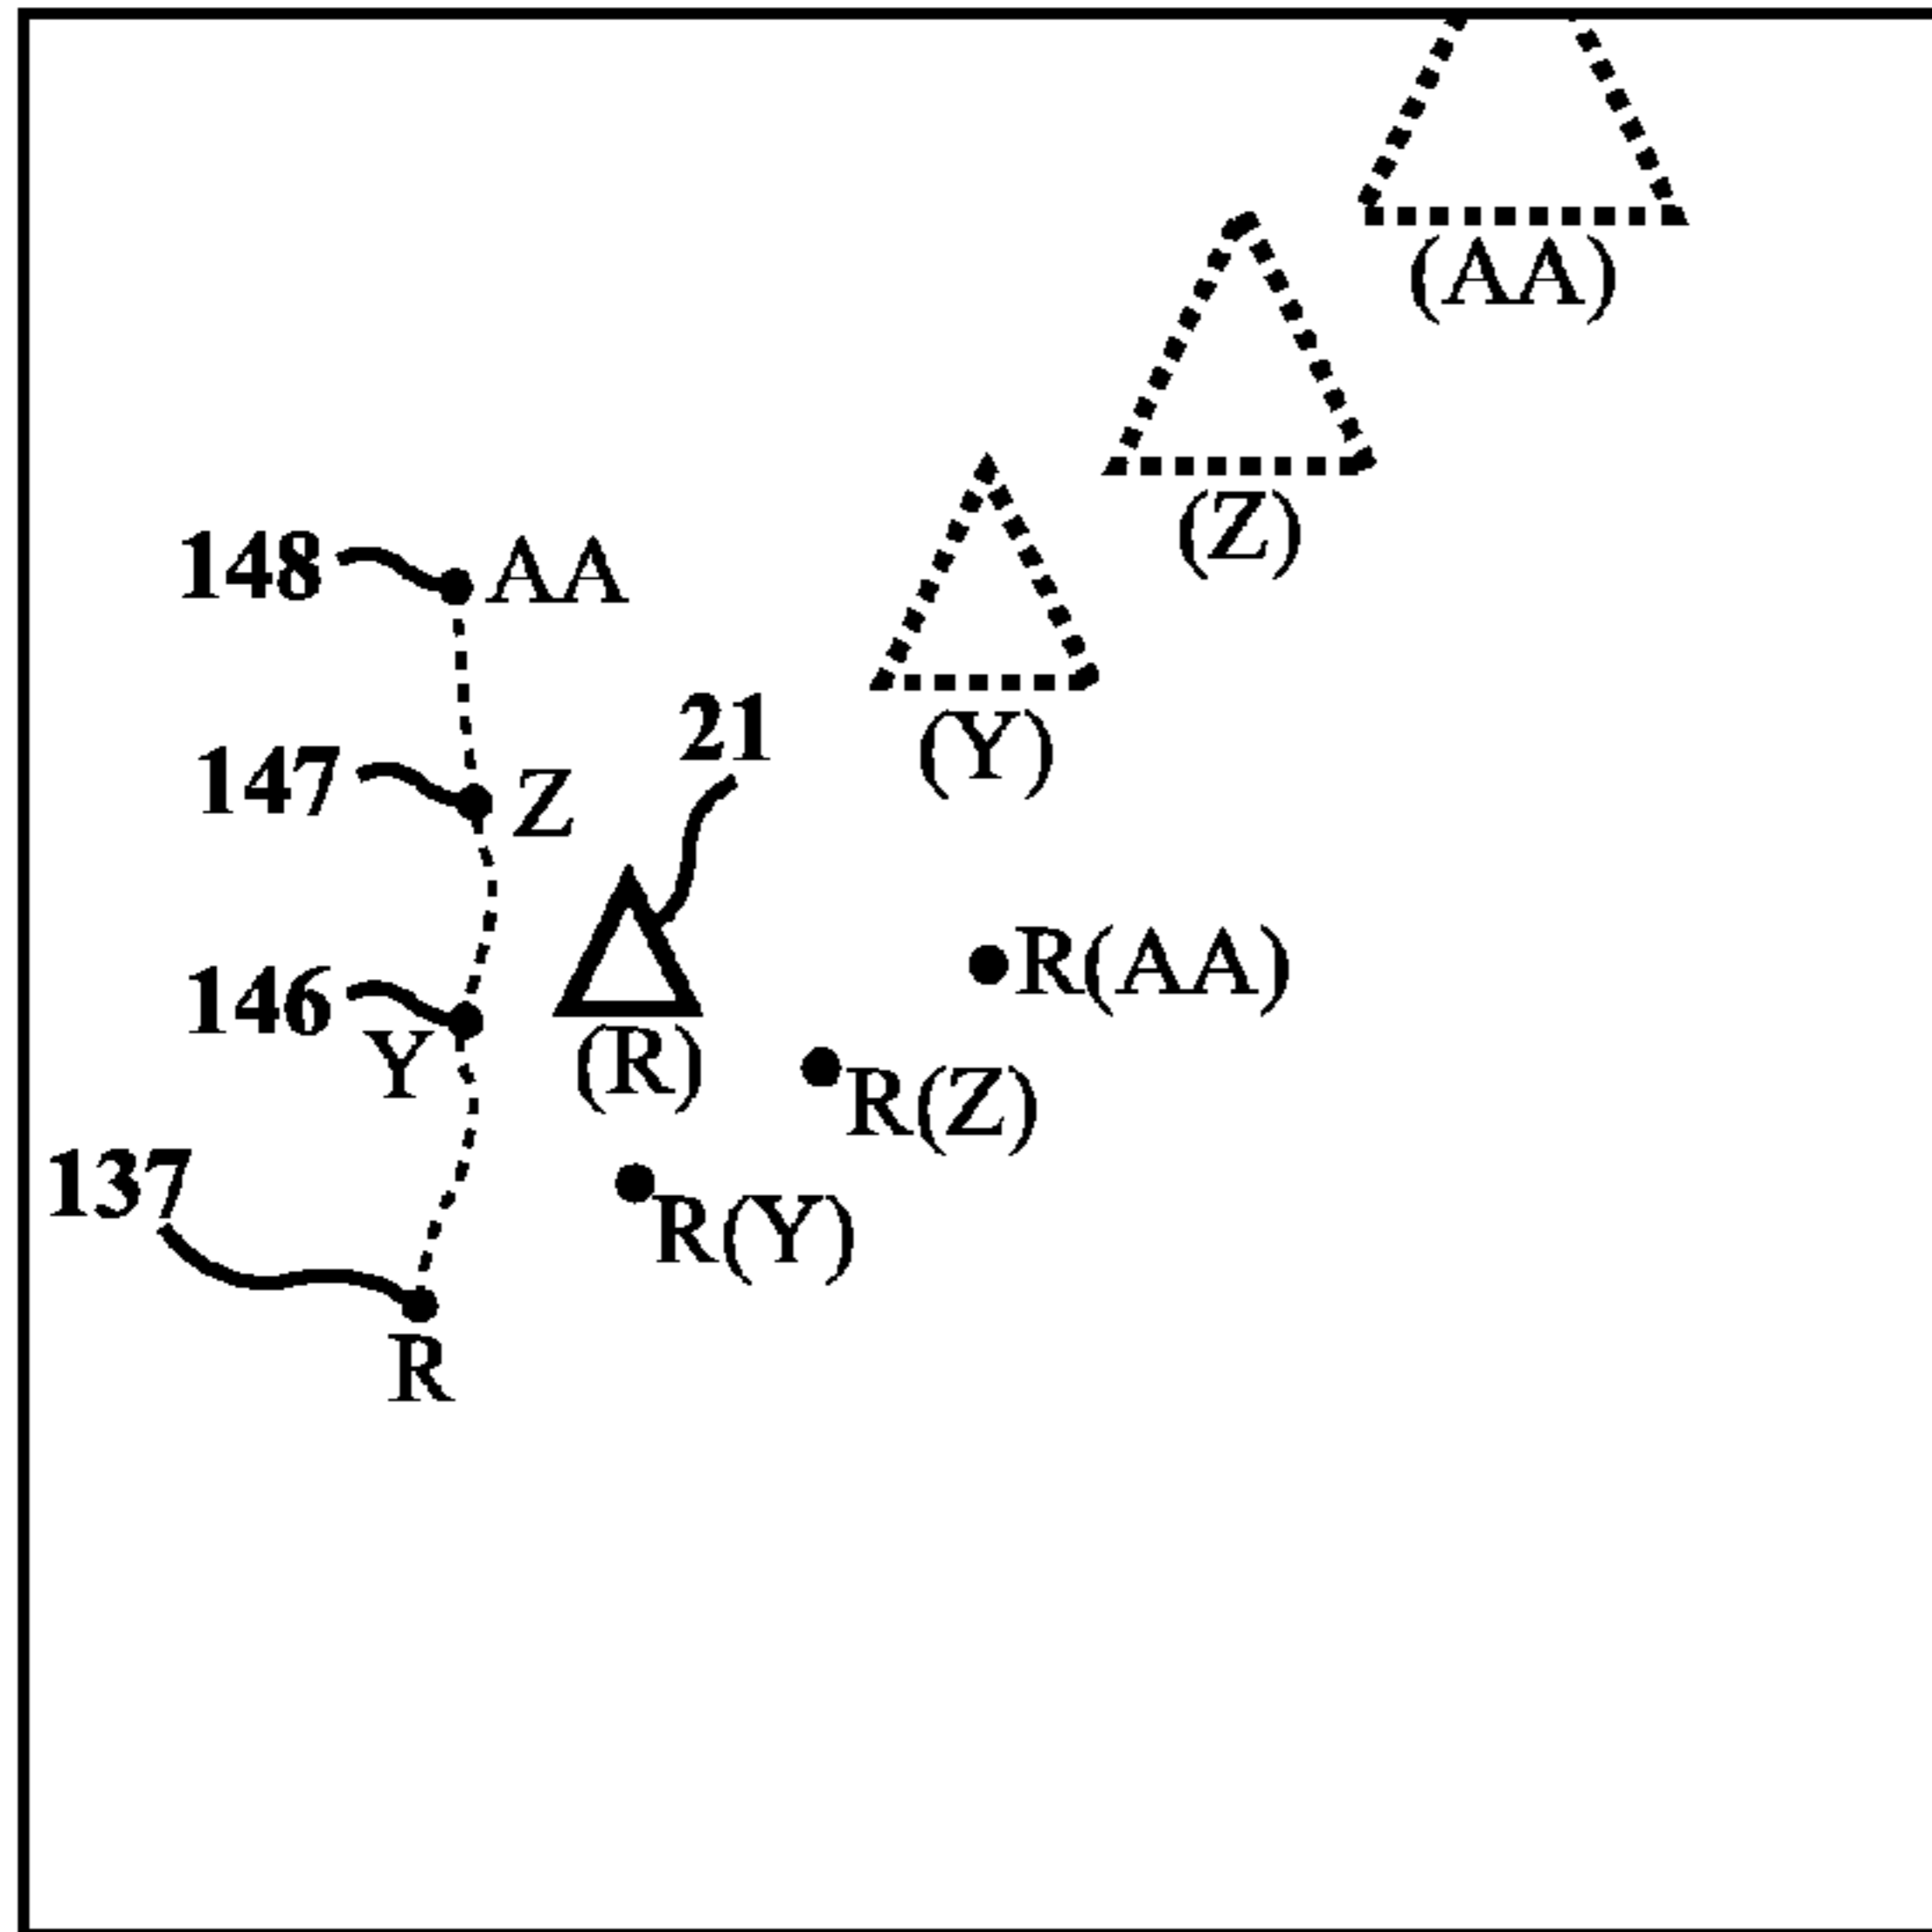 (AA)
(Z)
148 AA
21
(Y)
147 Z
R(AA)
146
Y
(R)
R(Z)
137
R(Y)
R